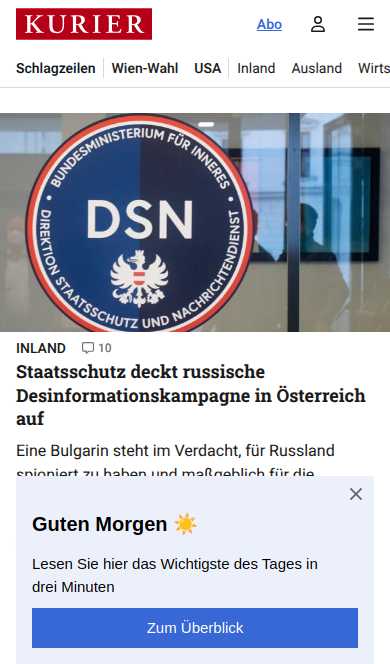 KURIER
Abo
Schlagzeilen Wien-Wahl USA Inland Ausland Wirts
BUNDESMINISTERIUM FÜR INNERES
DSN
DIREKTION STAATSSCHUTZ UND NACHRICHTENDIENST
INLAND 10
Staatsschutz deckt russische
Desinformationskampagne in Österreich
auf
Eine Bulgarin steht im Verdacht, für Russland
spioniert zu haben und maßgeblich für die
Guten Morgen ☀️
Lesen Sie hier das Wichtigste des Tages in
drei Minuten
Zum Überblick